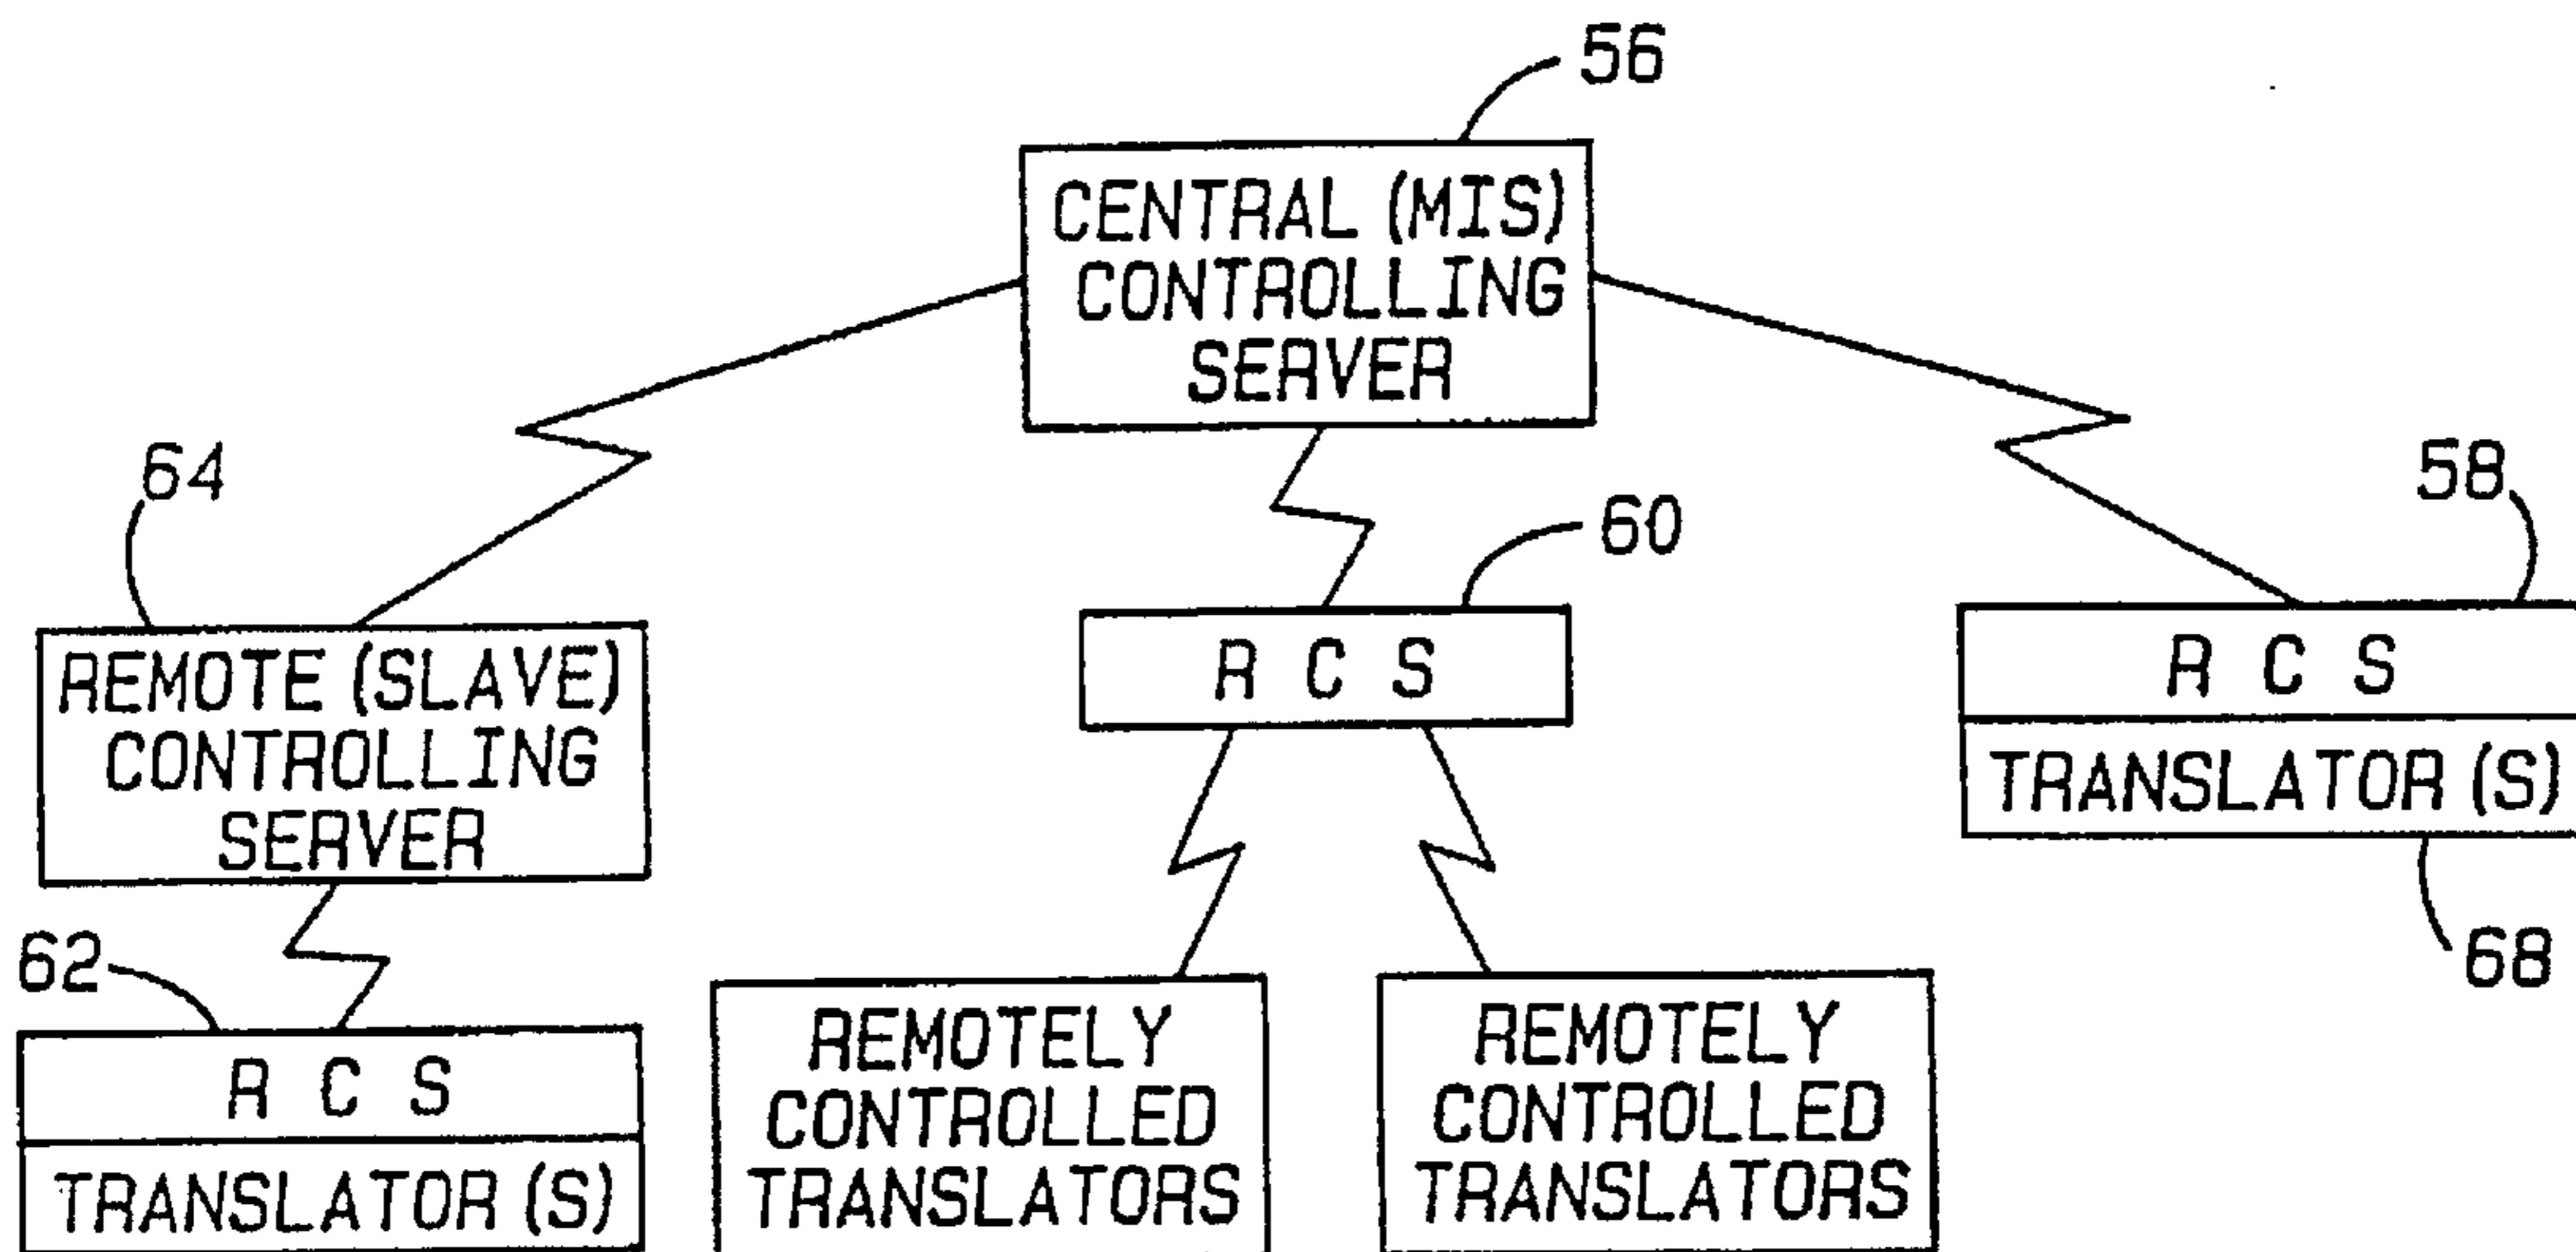 56
CENTRAL (MIS)
CONTROLLING
SERVER
64
58
60
REMOTE (SLAVE)
CONTROLLING
SERVER
R C S
R C S
TRANSLATOR (S)
62
68
R C S
TRANSLATOR (S)
REMOTELY
CONTROLLED
TRANSLATORS
REMOTELY
CONTROLLED
TRANSLATORS